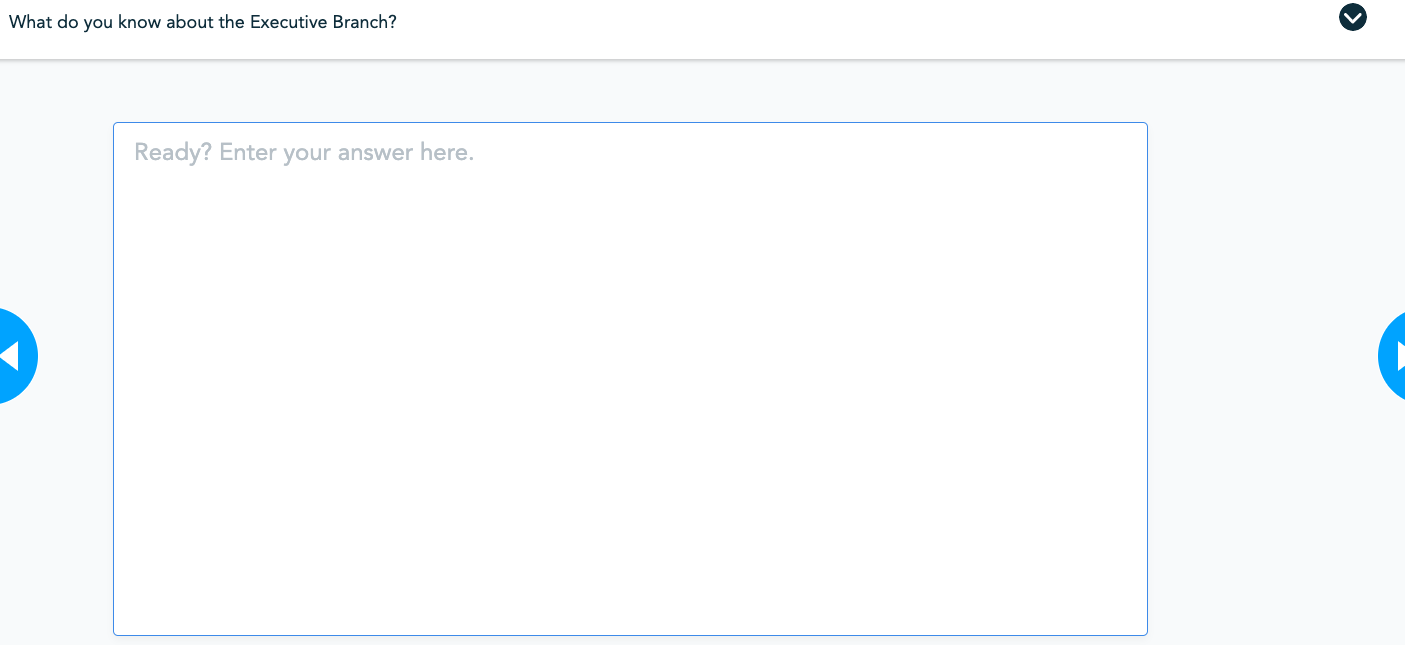 What do you know about the Executive Branch?
Ready? Enter your answer here.